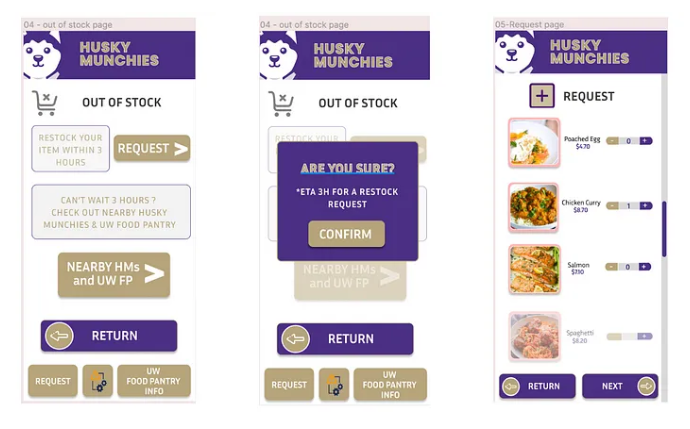 04 - out of stock page
HUSKY
MUNCHIES
OUT OF STOCK
RESTOCK YOUR
ITEM WITHIN 3
HOURS
REQUEST >
CAN'T WAIT 3 HOURS ?
CHECK OUT NEARBY HUSKY
MUNCHIES & UW FOOD PANTRY
NEARBY HMs
and UW FP >
RETURN
REQUEST
UW
FOOD PANTRY
INFO
04 - out of stock page
HUSKY
MUNCHIES
OUT OF STOCK
RESTOCK YOUR
ARE YOU SURE?
*ETA 3H FOR A RESTOCK
REQUEST
CONFIRM
NEARBY HMs
and UW FP >
RETURN
REQUEST
UW
FOOD PANTRY
INFO
05-Request page
HUSKY
MUNCHIES
+ REQUEST
Poached Egg
$4.70
- 0 +
Chicken Curry
$8.70
- 1 +
Salmon
- 0 +
Spaghetti
$8.20
RETURN
NEXT